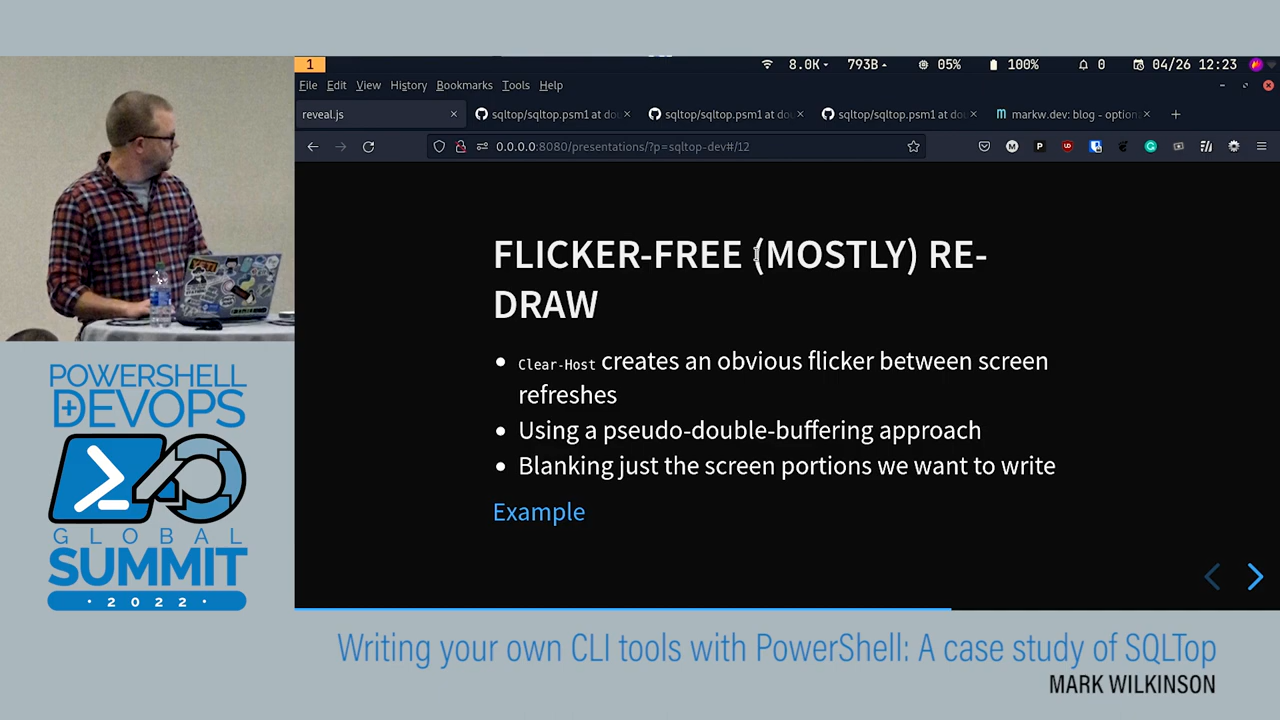 1
8.0K 793B 05% 100% 0 04/26 12:23
File Edit View History Bookmarks Tools Help
reveal.js
sqltop/sqltop.psm1 at do
sqltop/sqltop.psm1 at do
sqltop/sqltop.psm1 at do
markw.dev: blog - option
0.0.0.0:8080/presentations/?p=sqltop-dev#/12
FLICKER-FREE (MOSTLY) RE-
DRAW
Clear-Host creates an obvious flicker between screen
refreshes
Using a pseudo-double-buffering approach
Blanking just the screen portions we want to write
Example
YETI
POWERSHELL
+DEVOPS
GLOBAL
SUMMIT
· 2022 ·
Writing your own CLI tools with PowerShell: A case study of SQLTop
MARK WILKINSON